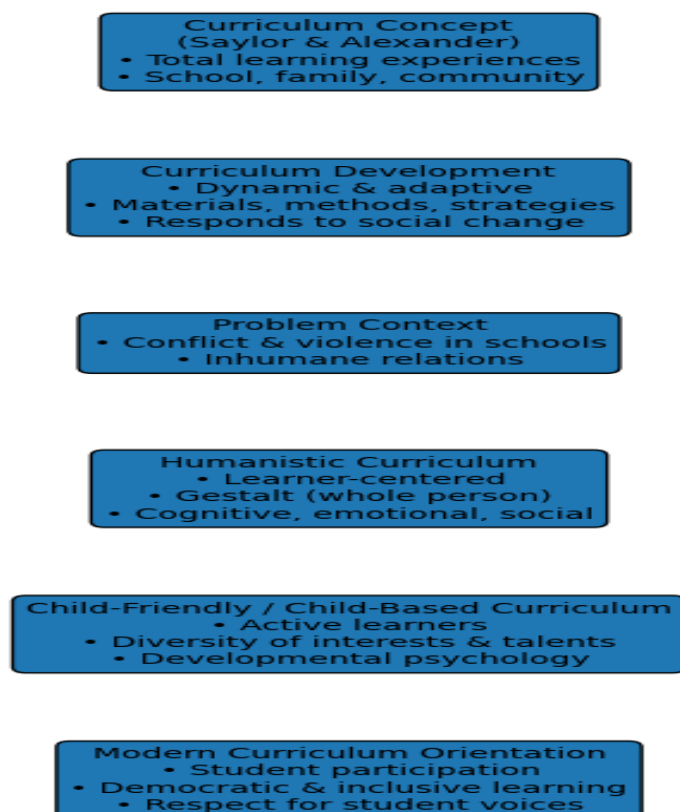 Curriculum Concept
(Saylor & Alexander)
• Total learning experiences
• School, family, community
Curriculum Development
• Dynamic & adaptive
• Materials, methods, strategies
• Responds to social change
Problem Context
• Conflict & violence in schools
• Inhumane relations
Humanistic Curriculum
• Learner-centered
• Gestalt (whole person)
• Cognitive, emotional, social
Child-Friendly / Child-Based Curriculum
• Active learners
• Diversity of interests & talents
• Developmental psychology
Modern Curriculum Orientation
• Student participation
• Democratic & inclusive learning
• Respect for student voices